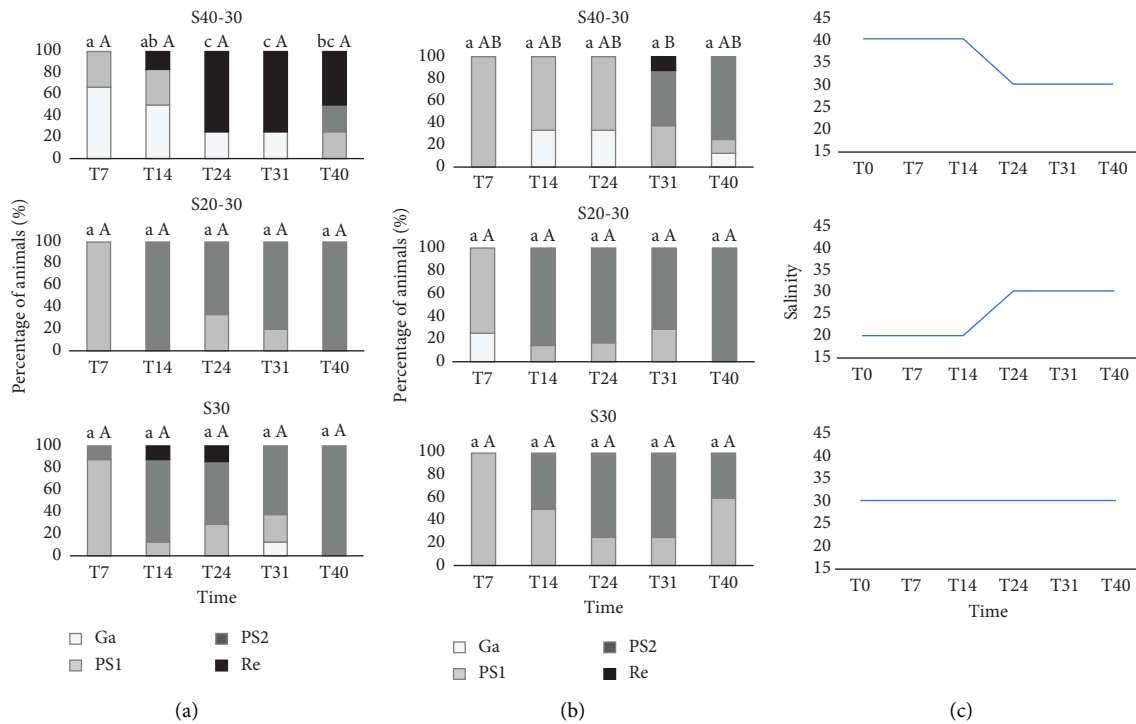 S40-30
a A ab A c A c A bc A
100
80
60
40
20
0
T7 T14 T24 T31 T40
S20-30
a A a A a A a A a A
100
80
60
40
20
0
T7 T14 T24 T31 T40
S30
a A a A a A a A a A
100
80
60
40
20
0
T7 T14 T24 T31 T40
Time
Percentage of animals (%)
Ga PS2
PS1 Re
(a)
S40-30
a AB a AB a AB a B a AB
100
80
60
40
20
0
T7 T14 T24 T31 T40
S20-30
a A a A a A a A a A
100
80
60
40
20
0
T7 T14 T24 T31 T40
S30
a A a A a A a A a A
100
80
60
40
20
0
T7 T14 T24 T31 T40
Time
Percentage of animals (%)
Ga PS2
PS1 Re
(b)
45
40
35
30
25
20
15
T0 T7 T14 T24 T31 T40
45
40
35
30
25
20
15
T0 T7 T14 T24 T31 T40
45
40
35
30
25
20
15
T0 T7 T14 T24 T31 T40
Time
Salinity
(c)